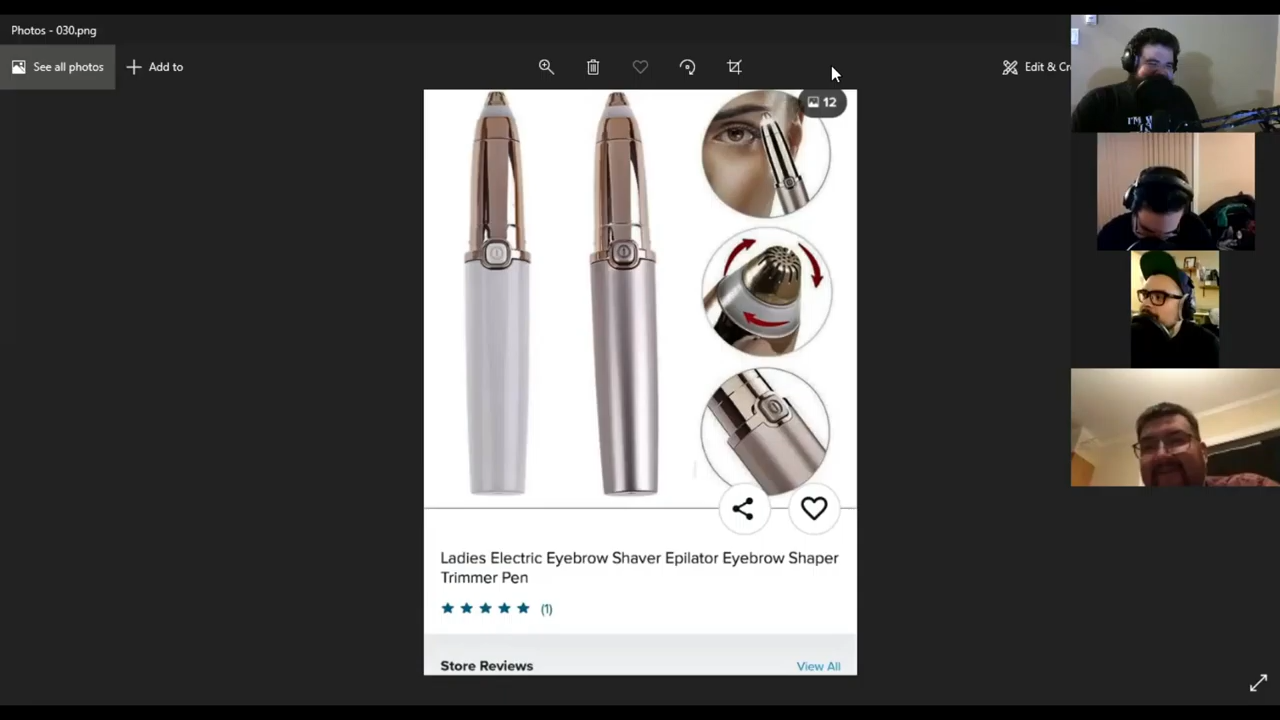 Photos - 030.png
See all photos
Add to
Edit &
12
I'M
IN
Ladies Electric Eyebrow Shaver Epilator Eyebrow Shaper
Trimmer Pen
(1)
Store Reviews
View All